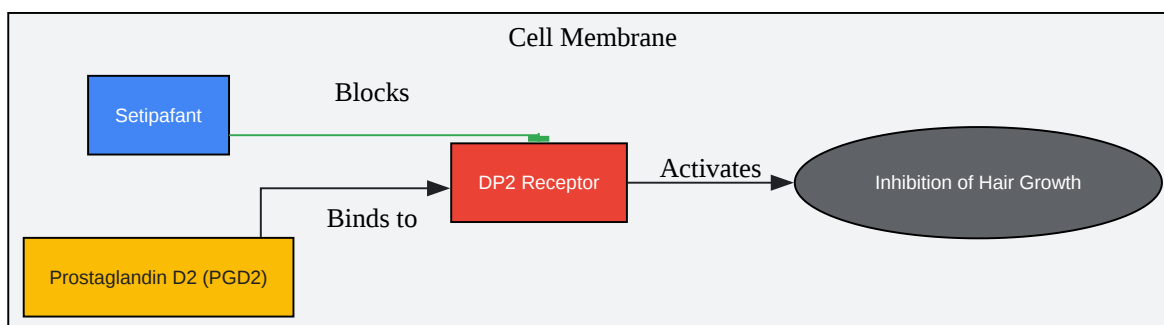 Cell Membrane
Blocks
Setipafant
DP2 Receptor
Activates
Inhibition of Hair Growth
Binds to
Prostaglandin D2 (PGD2)